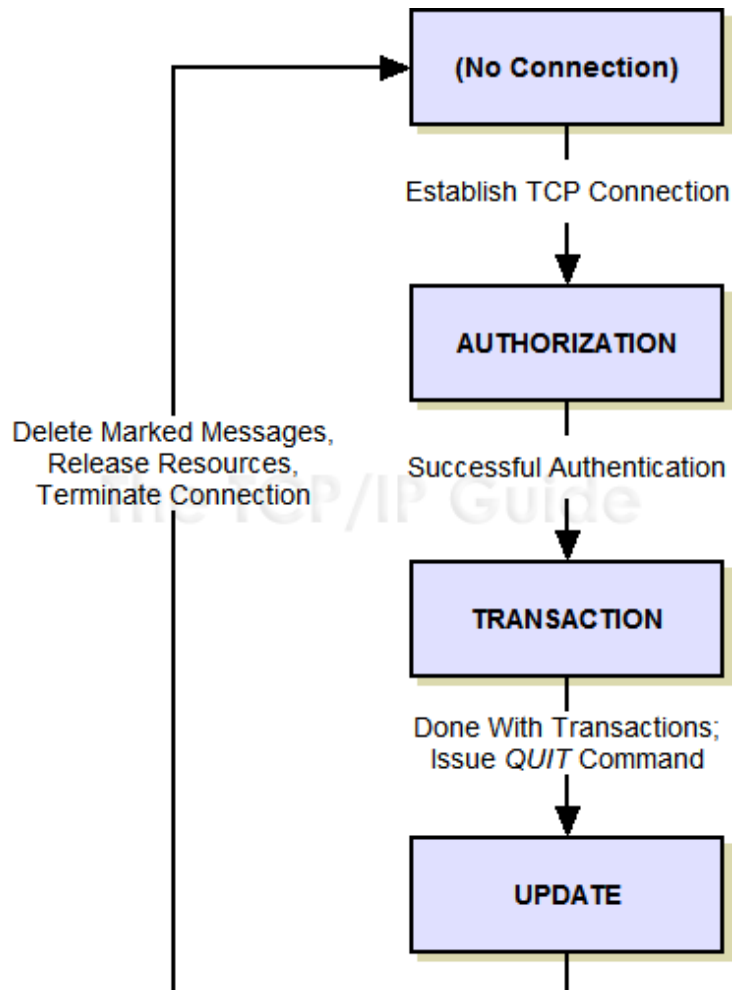 (No Connection)
Establish TCP Connection
AUTHORIZATION
Delete Marked Messages,
Release Resources,
Terminate Connection
Successful Authentication
The TCP/IP Guide
TRANSACTION
Done With Transactions;
Issue QUIT Command
UPDATE